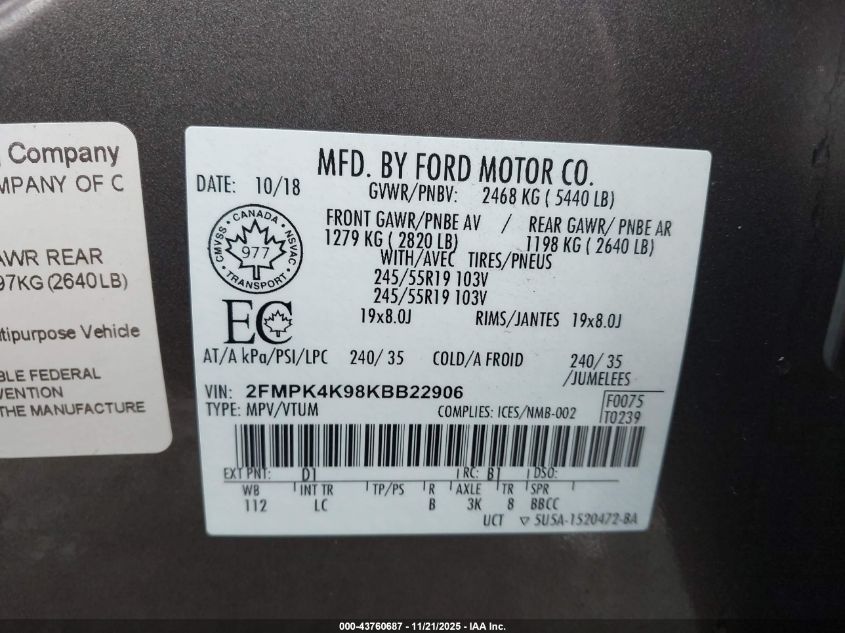 Company
MPANY OF C
AWR REAR
97KG (2640LB)
ltipurpose Vehicle
BLE FEDERAL
VENTION
THE MANUFACTURE
MFD. BY FORD MOTOR CO.
DATE: 10/18 GVWR/PNBV: 2468 KG ( 5440 LB)
FRONT GAWR/PNBE AV / REAR GAWR/ PNBE AR
1279 KG ( 2820 LB) 1198 KG ( 2640 LB)
WITH/AVEC TIRES/PNEUS
245/55R19 103V
245/55R19 103V
19x8.0J RIMS/JANTES 19x8.0J
CANADA
CMVSS NSVAC
977
TRANSPORT
EC
AT/A kPa/PSI/LPC 240/ 35 COLD/A FROID 240/ 35
/JUMELEES
VIN: 2FMPK4K98KBB22906
TYPE: MPV/VTUM COMPLIES: ICES/NMB-002
F0075
T0239
EXT PNT: D1 RC: B1 DSO:
WB INT TR TP/PS R AXLE TR SPR
112 LC B 3K 8 BBCC
UCT ▽ 5U5A-1520472-BA
000-43760687 - 11/21/2025 - IAA Inc.